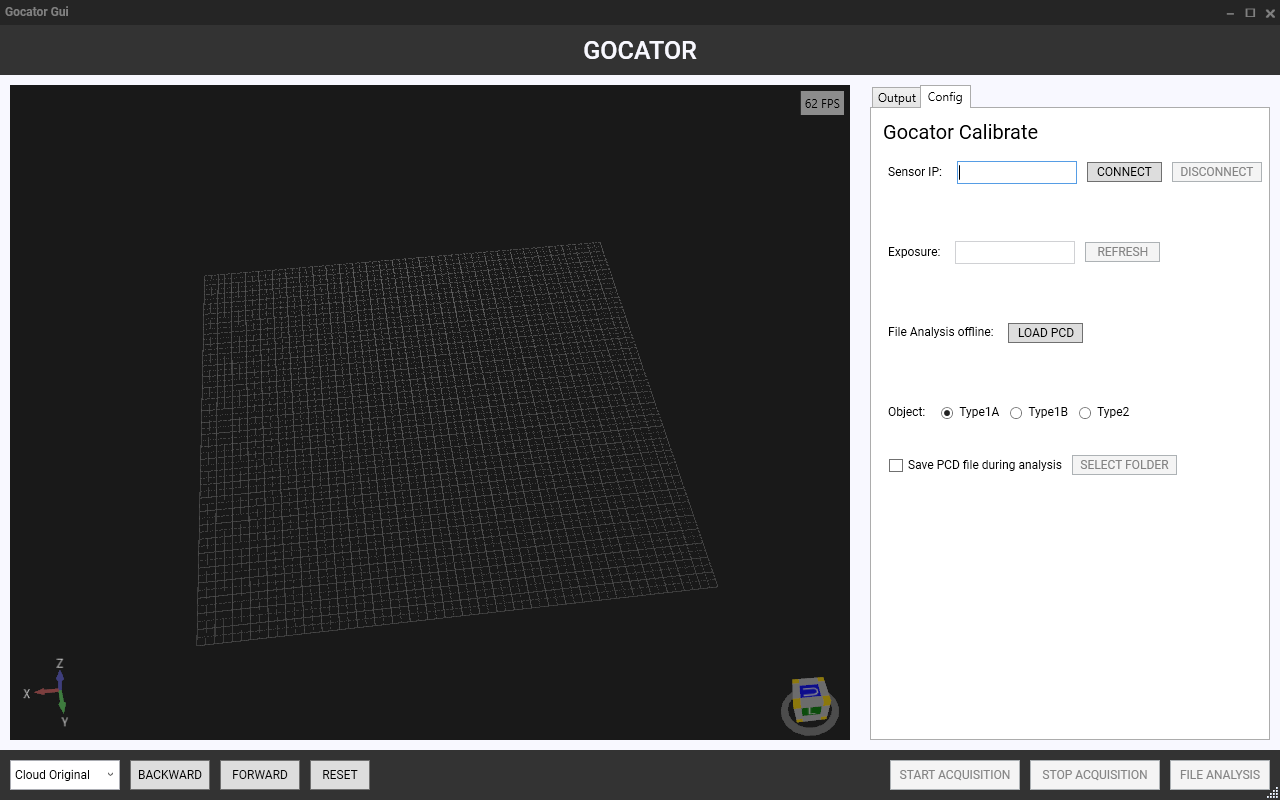 Gocator Gui
GOCATOR
62 FPS
Z
X
Y
Output Config
Gocator Calibrate
Sensor IP: CONNECT DISCONNECT
Exposure: REFRESH
File Analysis offline: LOAD PCD
Object: Type1A Type1B Type2
Save PCD file during analysis SELECT FOLDER
Cloud Original BACKWARD FORWARD RESET START ACQUISITION STOP ACQUISITION FILE ANALYSIS